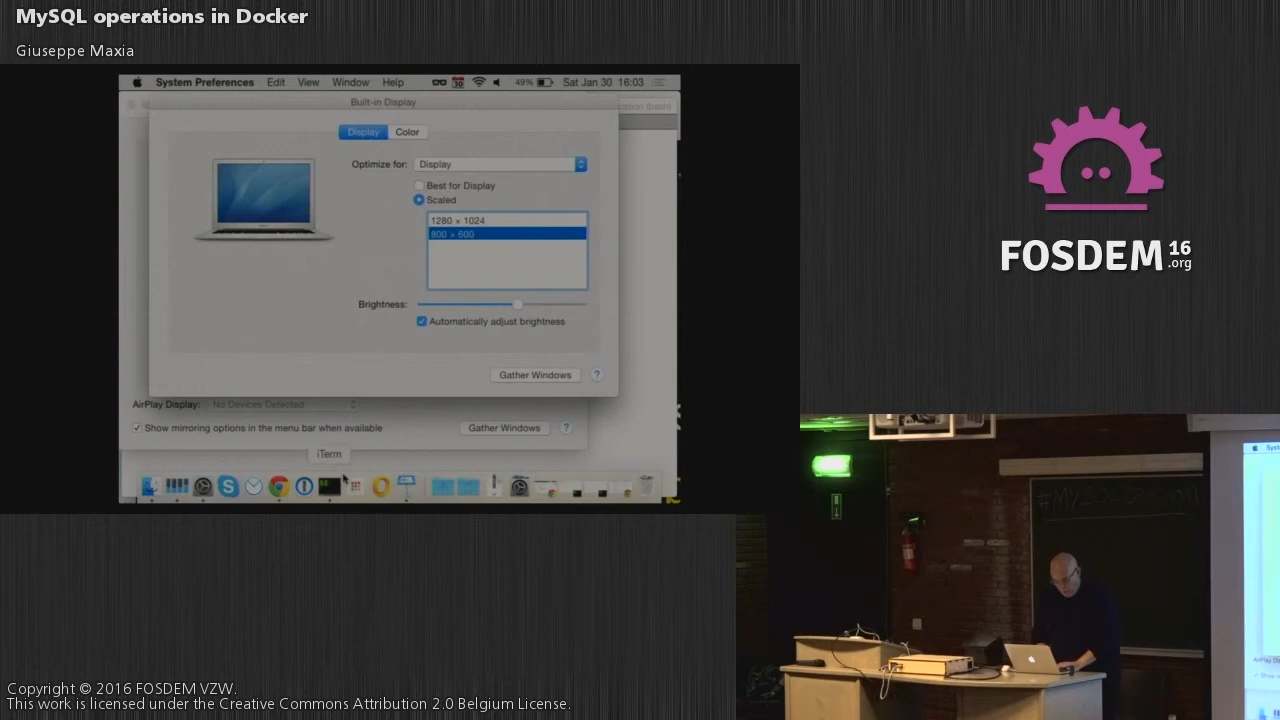 MySQL operations in Docker
Giuseppe Maxia
System Preferences Edit View Window Help 49% Sat Jan 30 16:03
Built-in Display
Display Color
Optimize for: Display
Best for Display
Scaled
1280 × 1024
800 × 600
Brightness:
Automatically adjust brightness
Gather Windows ?
AirPlay Display: No Devices Detected
Show mirroring options in the menu bar when available
Gather Windows ?
iTerm
FOSDEM 16 .org
Copyright © 2016 FOSDEM VZW.
This work is licensed under the Creative Commons Attribution 2.0 Belgium License.